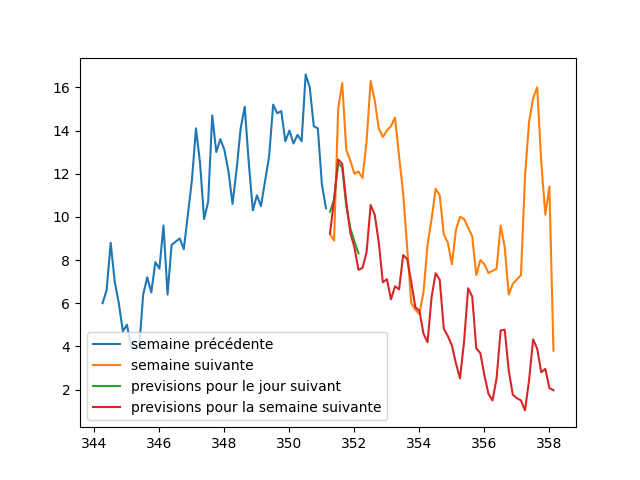 16
14
12
10
8
6
4
2
semaine précédente
semaine suivante
previsions pour le jour suivant
previsions pour la semaine suivante
344 346 348 350 352 354 356 358